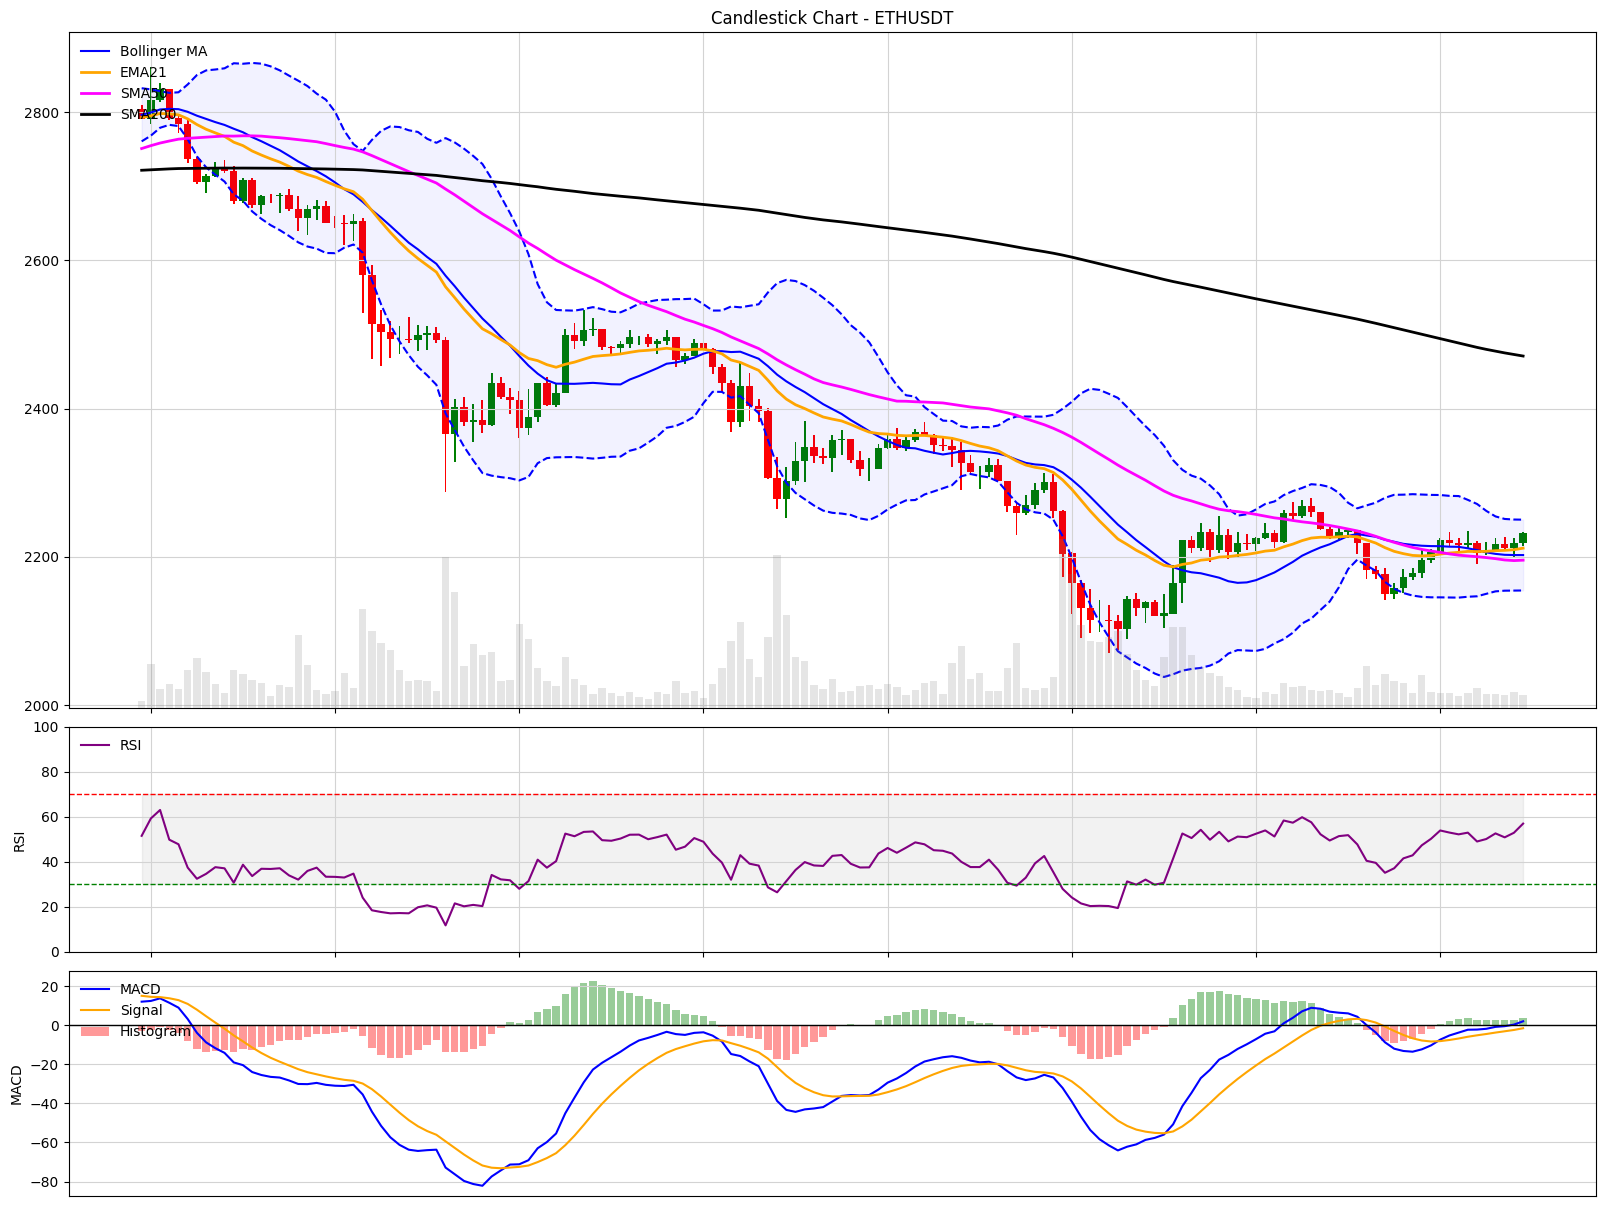 Candlestick Chart - ETHUSDT
Bollinger MA
EMA21
SMA50
SMA200
2800
2600
2400
2200
2000
100
80
60
40
20
0
RSI
RSI
20
0
−20
−40
−60
−80
MACD
MACD
Signal
Histogram